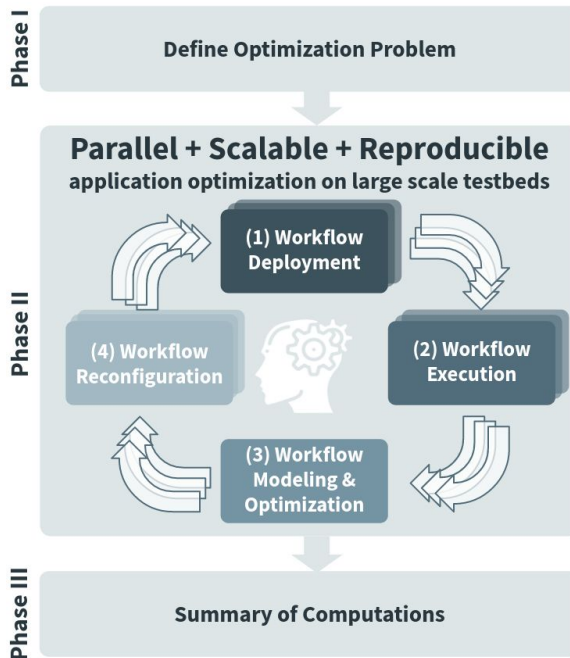 Phase I
Define Optimization Problem
Phase II
Parallel + Scalable + Reproducible
application optimization on large scale testbeds
(1) Workflow
Deployment
(2) Workflow
Execution
(3) Workflow
Modeling &
Optimization
(4) Workflow
Reconfiguration
Phase III
Summary of Computations